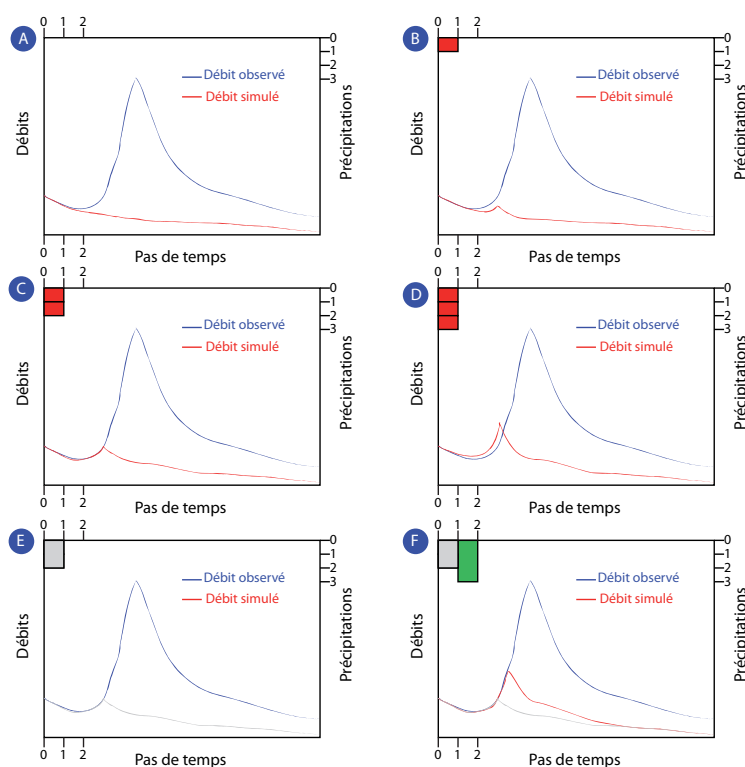 A
0 1 2
0
1
2
3
Débit observé
Débit simulé
Débits
Précipitations
0 1 2
Pas de temps
B
0 1 2
0
1
2
3
Débit observé
Débit simulé
Débits
Précipitations
0 1 2
Pas de temps
C
0 1 2
0
1
2
3
Débit observé
Débit simulé
Débits
Précipitations
0 1 2
Pas de temps
D
0 1 2
0
1
2
3
Débit observé
Débit simulé
Débits
Précipitations
0 1 2
Pas de temps
E
0 1 2
0
1
2
3
Débit observé
Débit simulé
Débits
Précipitations
0 1 2
Pas de temps
F
0 1 2
0
1
2
3
Débit observé
Débit simulé
Débits
Précipitations
0 1 2
Pas de temps